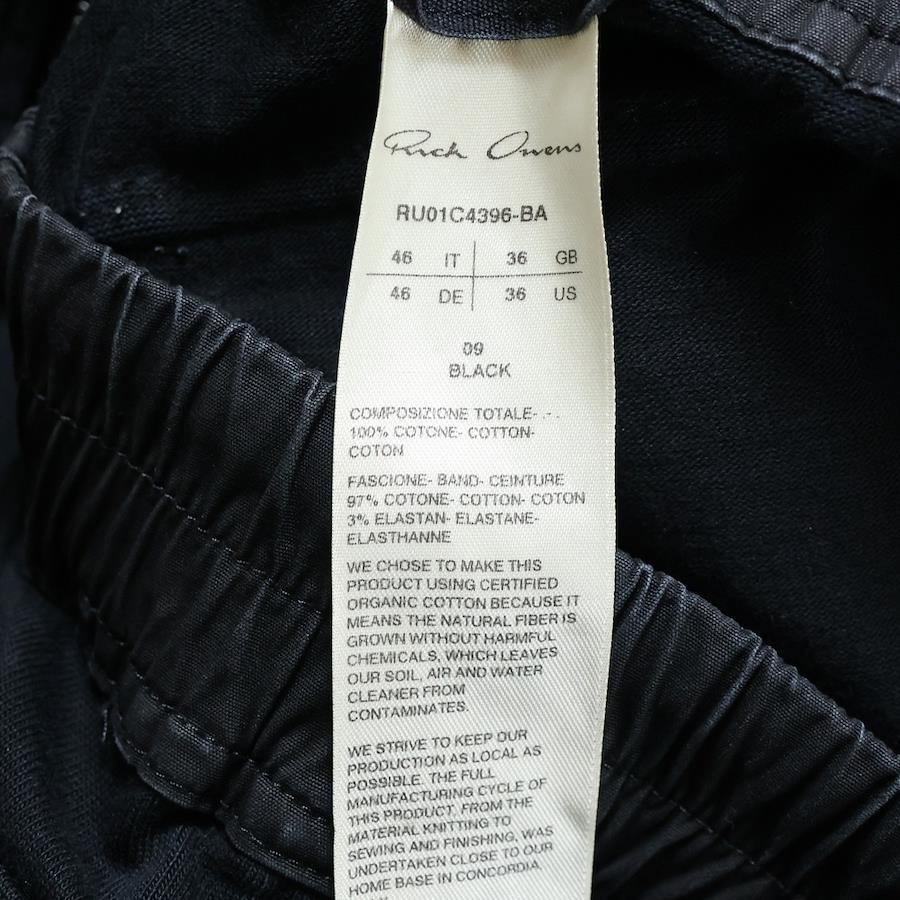 Rick Owens
RU01C4396-BA
46 IT 36 GB
46 DE 36 US
09
BLACK
COMPOSIZIONE TOTALE- - -
100% COTONE- COTTON-
COTON
FASCIONE- BAND- CEINTURE
97% COTONE- COTTON- COTON
3% ELASTAN- ELASTANE-
ELASTHANNE
WE CHOSE TO MAKE THIS
PRODUCT USING CERTIFIED
ORGANIC COTTON BECAUSE IT
MEANS THE NATURAL FIBER IS
GROWN WITHOUT HARMFUL
CHEMICALS, WHICH LEAVES
OUR SOIL, AIR AND WATER
CLEANER FROM
CONTAMINATES.
WE STRIVE TO KEEP OUR
PRODUCTION AS LOCAL AS
POSSIBLE. THE FULL
MANUFACTURING CYCLE OF
THIS PRODUCT, FROM THE
MATERIAL KNITTING TO
SEWING AND FINISHING, WAS
UNDERTAKEN CLOSE TO OUR
HOME BASE IN CONCORDIA,